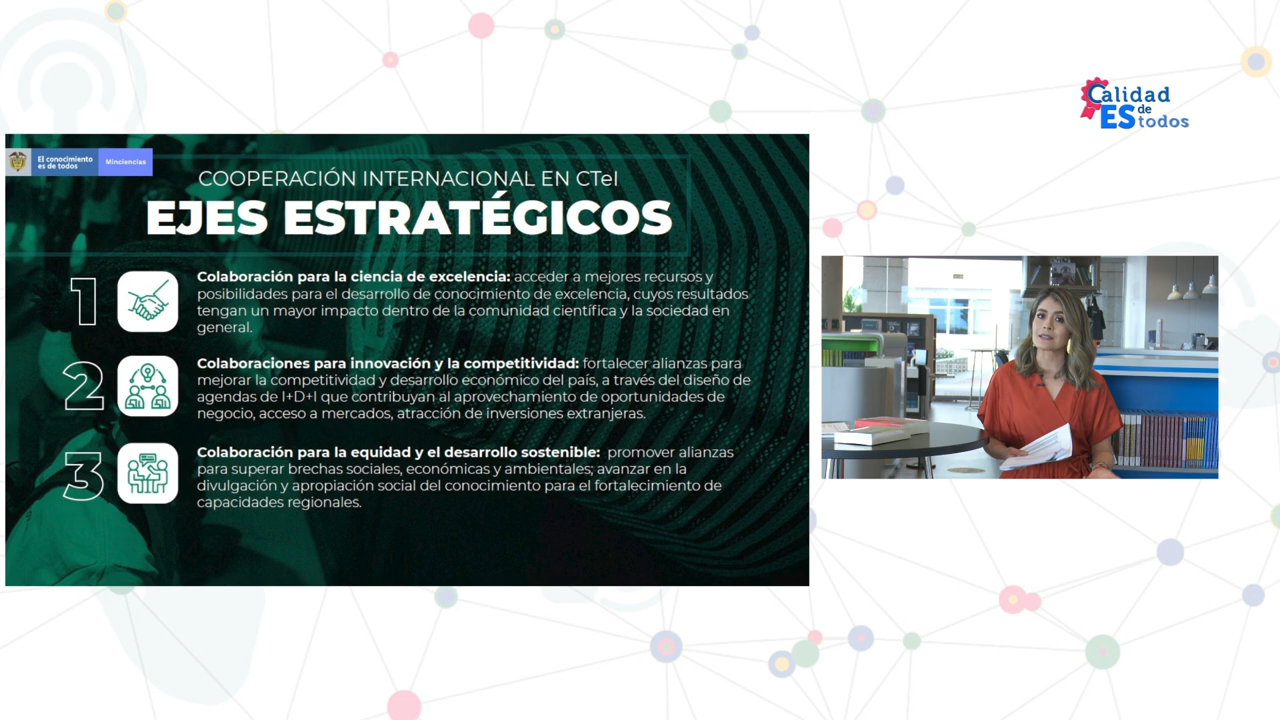 Calidad
de
ES todos
El conocimiento
es de todos
Minciencias
COOPERACIÓN INTERNACIONAL EN CTeI
EJES ESTRATÉGICOS
1
Colaboración para la ciencia de excelencia: acceder a mejores recursos y
posibilidades para el desarrollo de conocimiento de excelencia, cuyos resultados
tengan un mayor impacto dentro de la comunidad científica y la sociedad en
general.
2
Colaboraciones para innovación y la competitividad: fortalecer alianzas para
mejorar la competitividad y desarrollo económico del país, a través del diseño de
agendas de I+D+I que contribuyan al aprovechamiento de oportunidades de
negocio, acceso a mercados, atracción de inversiones extranjeras.
3
Colaboración para la equidad y el desarrollo sostenible: promover alianzas
para superar brechas sociales, económicas y ambientales; avanzar en la
divulgación y apropiación social del conocimiento para el fortalecimiento de
capacidades regionales.